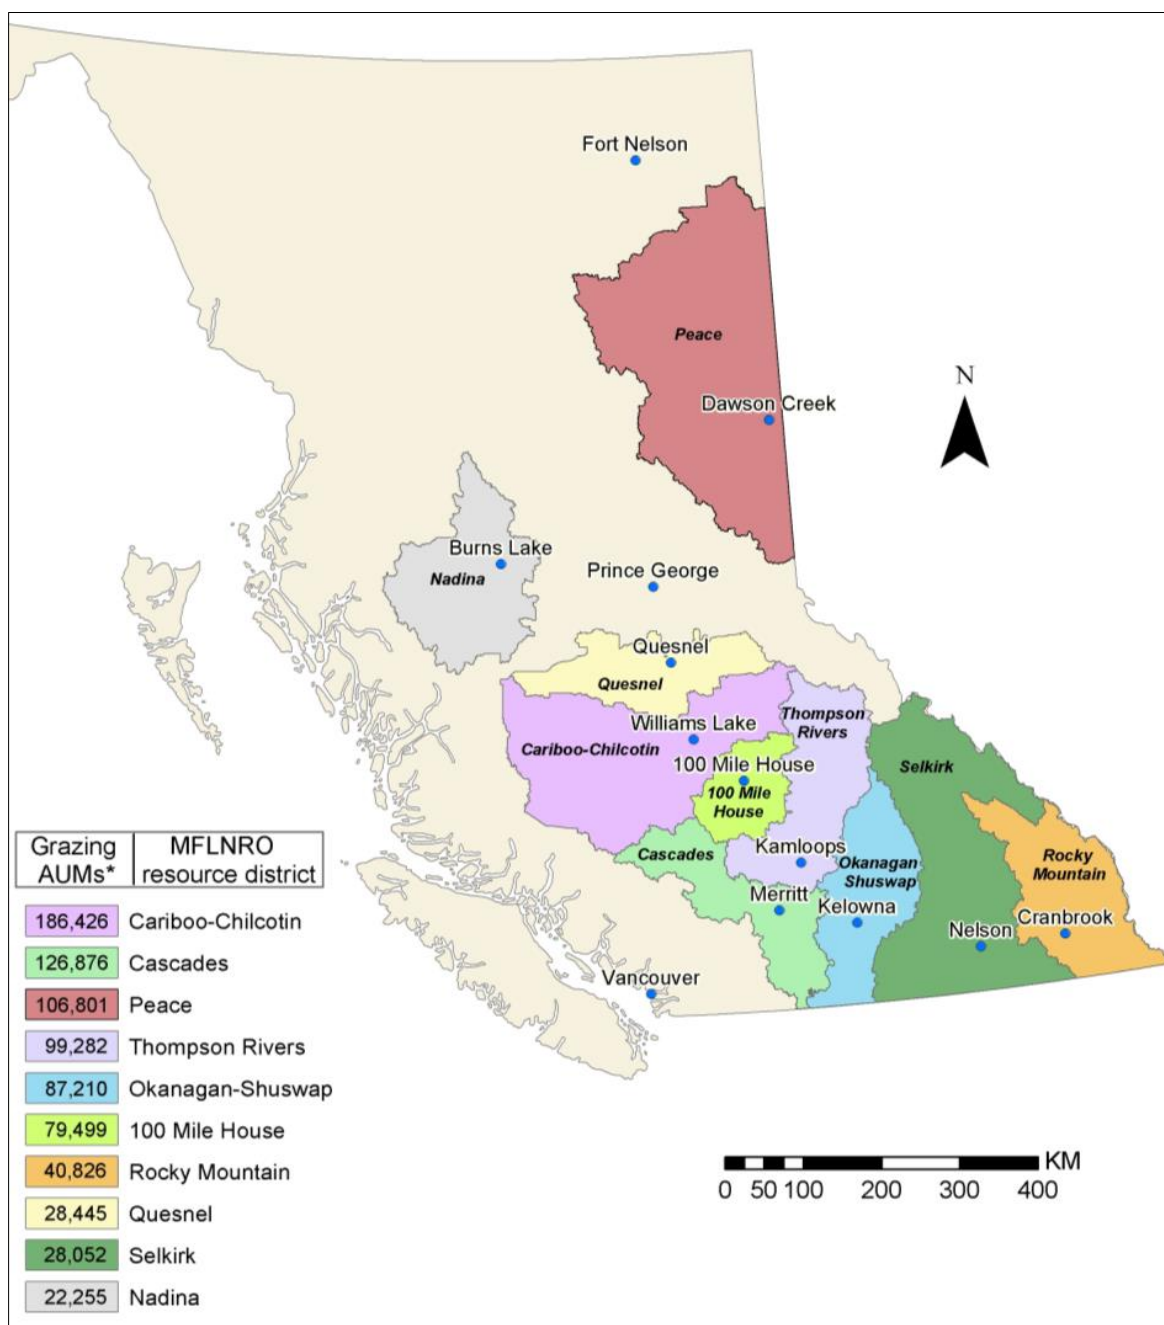 Fort Nelson
Peace
Dawson Creek
N
Burns Lake
Nadina
Prince George
Quesnel
Quesnel
Thompson
Rivers
Williams Lake
Cariboo-Chilcotin
100 Mile House
100 Mile
House
Selkirk
Cascades
Kamloops
Okanagan
Shuswap
Rocky
Mountain
Merritt
Kelowna
Nelson
Cranbrook
Vancouver
Grazing AUMs*
MFLNRO resource district
186,426 Cariboo-Chilcotin
126,876 Cascades
106,801 Peace
99,282 Thompson Rivers
87,210 Okanagan-Shuswap
79,499 100 Mile House
40,826 Rocky Mountain
28,445 Quesnel
28,052 Selkirk
22,255 Nadina
KM
0 50 100 200 300 400